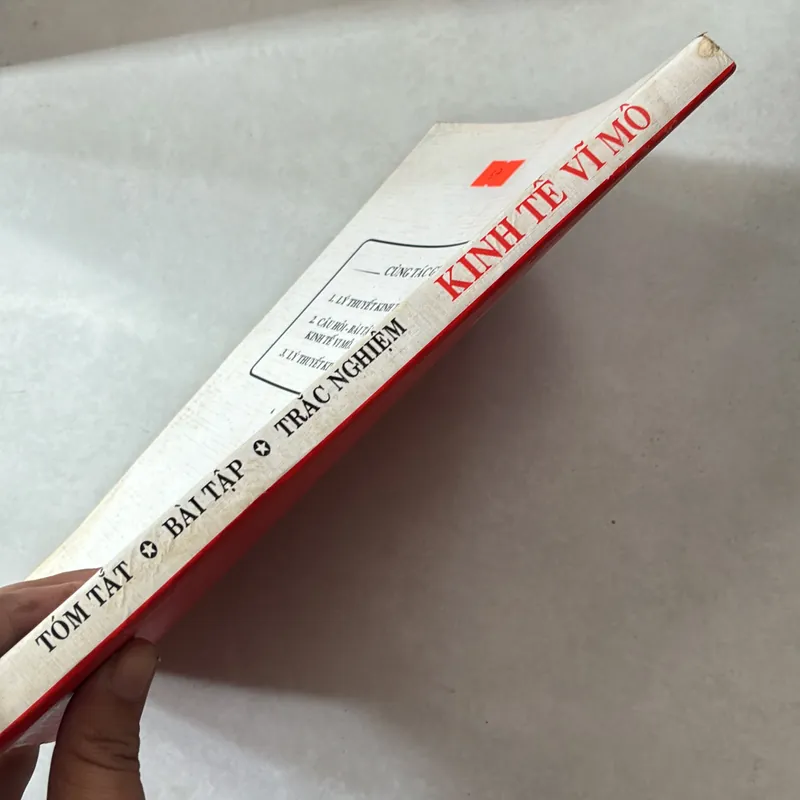 TÓM TẮT ✪ BÀI TẬP ✪ TRẮC NGHIỆM KINH TẾ VĨ MÔ
CÙNG TÁC
1. LÝ THUYẾT KINH
2. CÂU HỎI - BÀI
KINH TẾ VI MÔ
3. LÝ THUYẾT